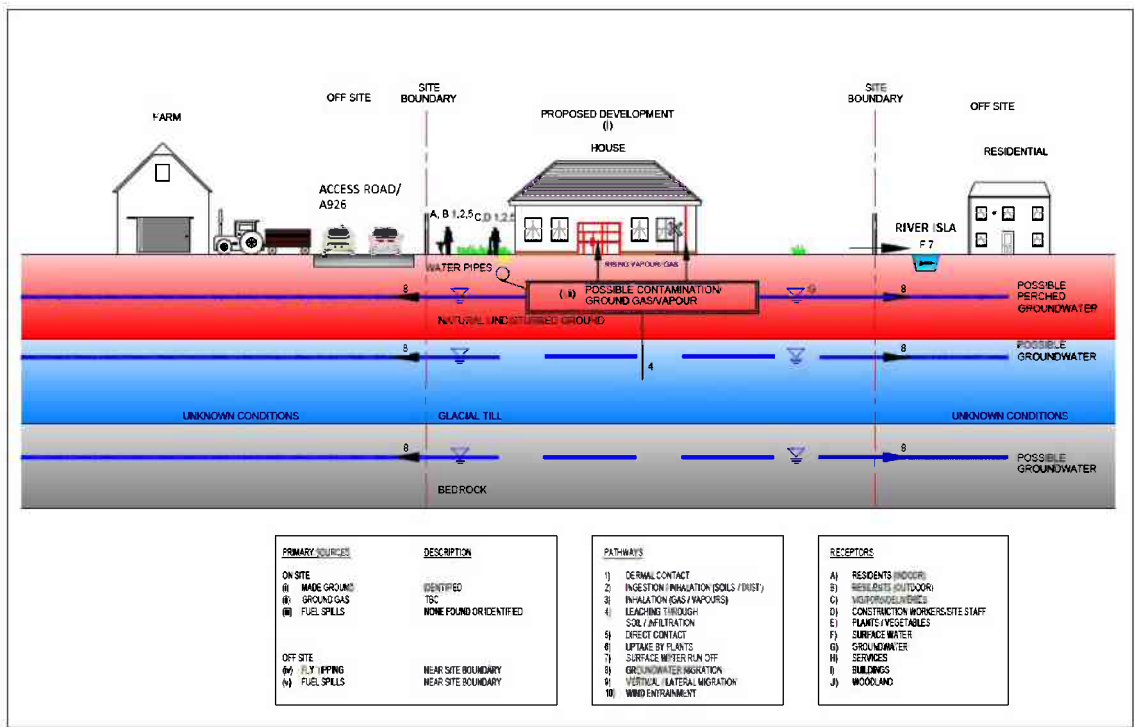 FARM
OFF SITE
SITE
BOUNDARY
PROPOSED DEVELOPMENT
(i)
HOUSE
SITE
BOUNDARY
OFF SITE
RESIDENTIAL
ACCESS ROAD/
A926
A, B 1,2,5 C,D 1,2,5
RIVER ISLA
F 7
WATER PIPES
RISING VAPOUR/GAS
POSSIBLE CONTAMINATION/
GROUND GAS/VAPOUR
8
G
8
POSSIBLE
PERCHED
GROUNDWATER
NATURAL UNDISTURBED GROUND
8
8
POSSIBLE
GROUNDWATER
4
UNKNOWN CONDITIONS
GLACIAL TILL
UNKNOWN CONDITIONS
8
8
POSSIBLE
GROUNDWATER
BEDROCK
PRIMARY SOURCES DESCRIPTION
ON SITE
(i) MADE GROUND IDENTIFIED
(ii) GROUND GAS TBC
(iii) FUEL SPILLS NONE FOUND OR IDENTIFIED
OFF SITE
(iv) FLY TIPPING NEAR SITE BOUNDARY
(v) FUEL SPILLS NEAR SITE BOUNDARY
PATHWAYS
1) DERMAL CONTACT
2) INGESTION / INHALATION (SOILS / DUST)
3) INHALATION (GAS / VAPOURS)
4) LEACHING THROUGH
SOIL / INFILTRATION
5) DIRECT CONTACT
6) UPTAKE BY PLANTS
7) SURFACE WATER RUN OFF
8) GROUNDWATER MIGRATION
9) VERTICAL / LATERAL MIGRATION
10) WIND ENTRAINMENT
RECEPTORS
A) RESIDENTS (INDOOR)
B) RESIDENTS (OUTDOOR)
C) VISITORS/DELIVERIES
D) CONSTRUCTION WORKERS/SITE STAFF
E) PLANTS / VEGETABLES
F) SURFACE WATER
G) GROUNDWATER
H) SERVICES
I) BUILDINGS
J) WOODLAND